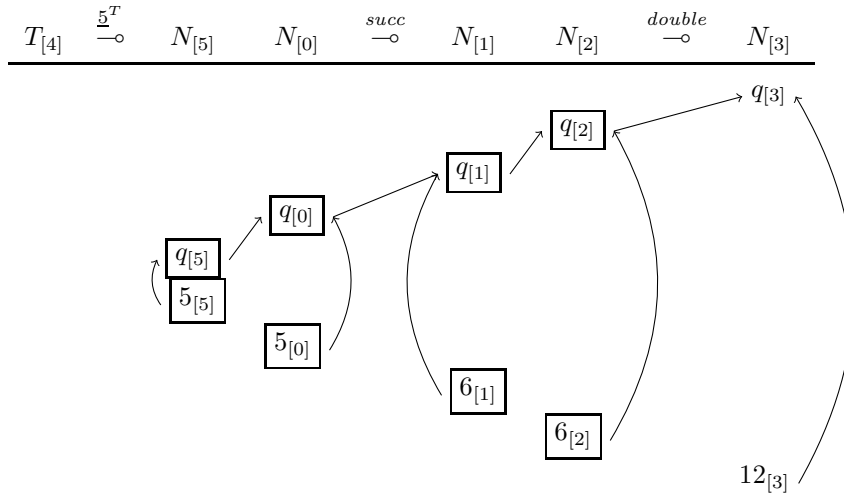 T[4] 5^T ⊸ N[5] N[0] succ ⊸ N[1] N[2] double ⊸ N[3]
q[3]
q[2]
q[1]
q[0]
q[5]
5[5]
5[0]
6[1]
6[2]
12[3]